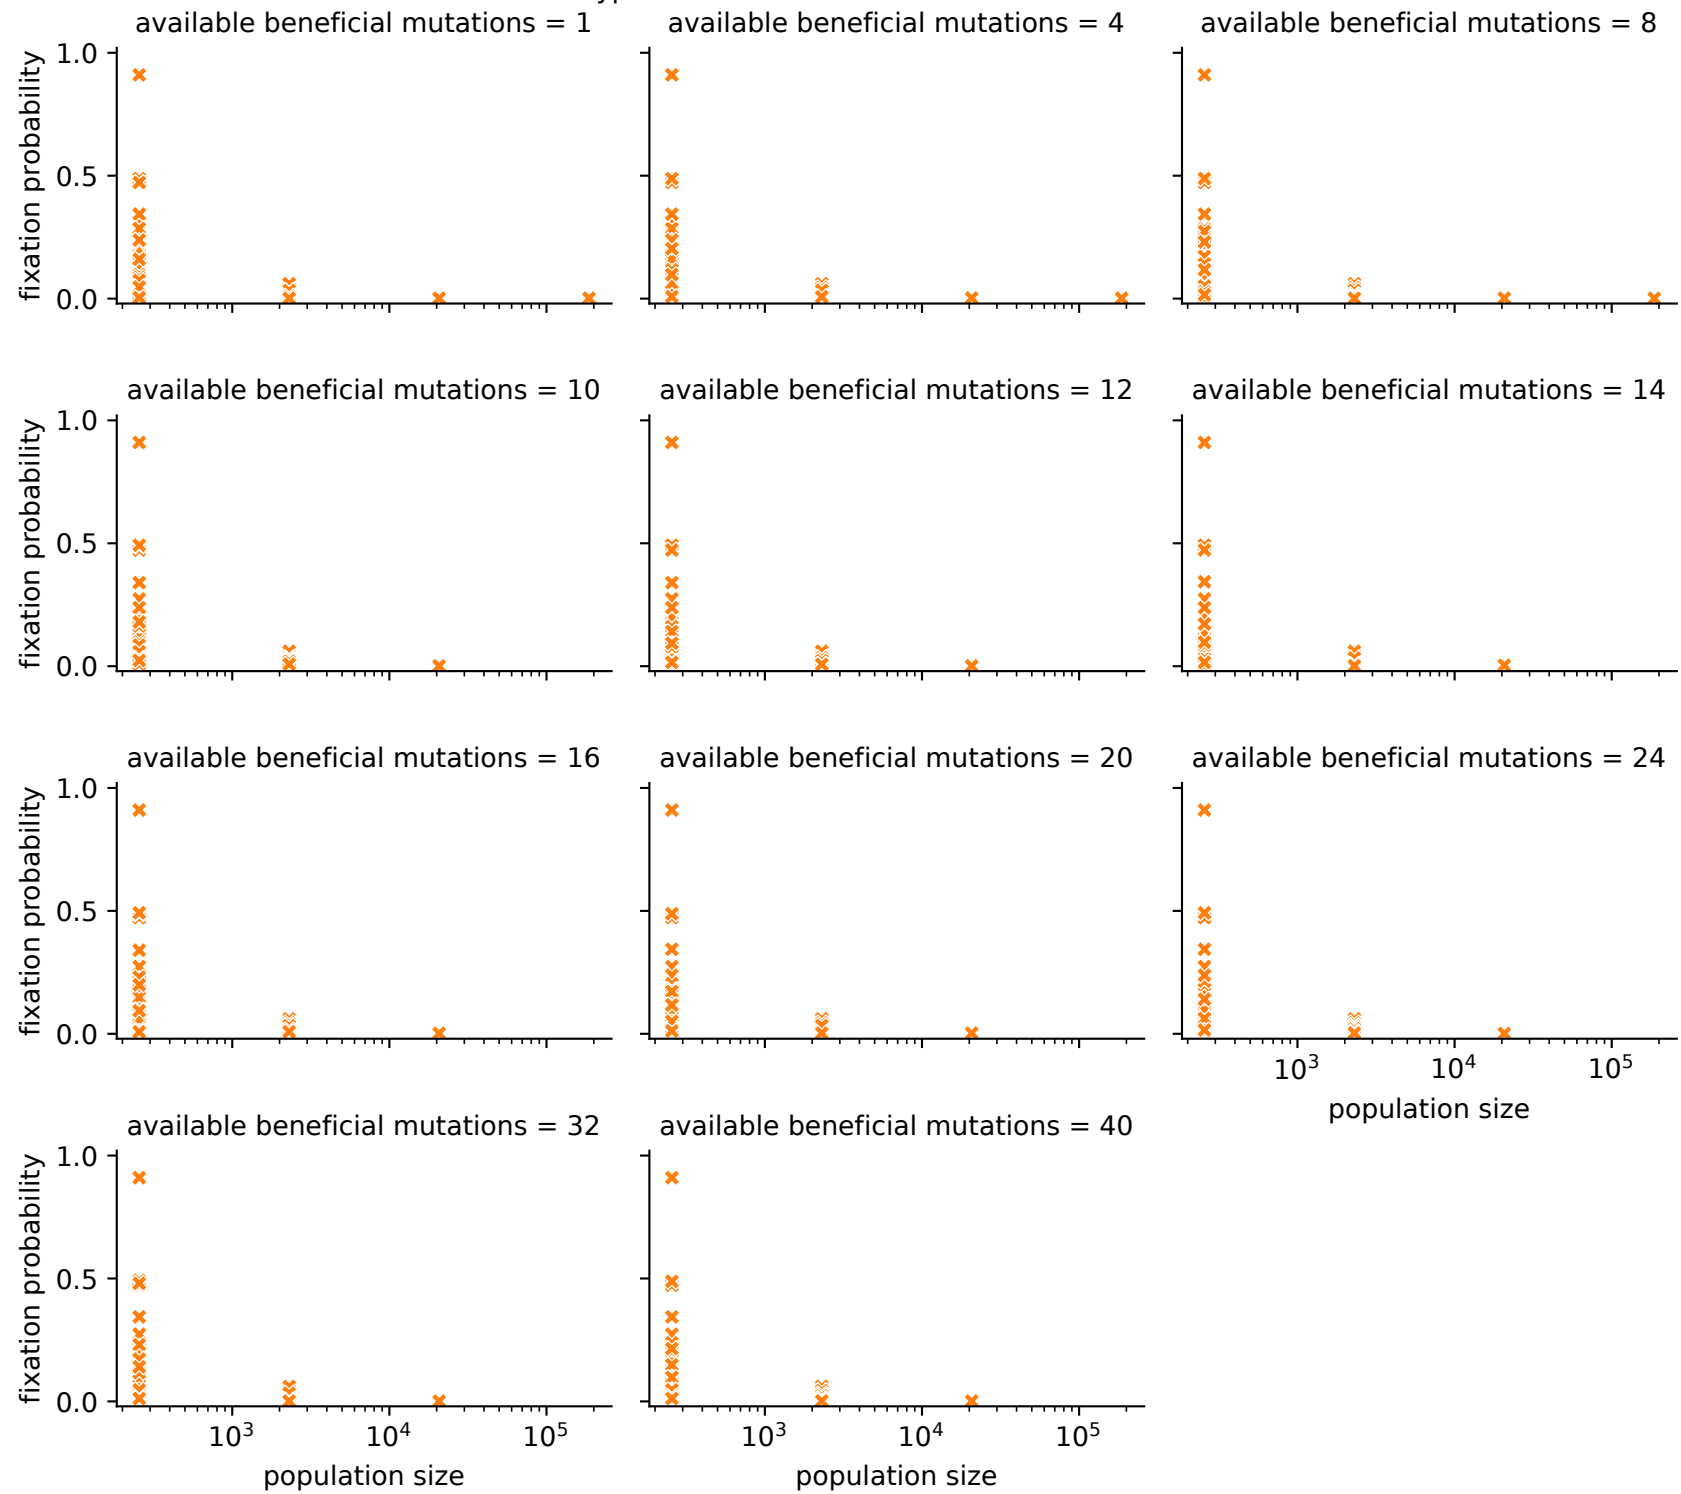 available beneficial mutations = 1 available beneficial mutations = 4 available beneficial mutations = 8
fixation probability
1.0
0.5
0.0
available beneficial mutations = 10 available beneficial mutations = 12 available beneficial mutations = 14
fixation probability
1.0
0.5
0.0
available beneficial mutations = 16 available beneficial mutations = 20 available beneficial mutations = 24
fixation probability
1.0
0.5
0.0
10³ 10⁴ 10⁵
population size
available beneficial mutations = 32 available beneficial mutations = 40
fixation probability
1.0
0.5
0.0
10³ 10⁴ 10⁵ 10³ 10⁴ 10⁵
population size population size